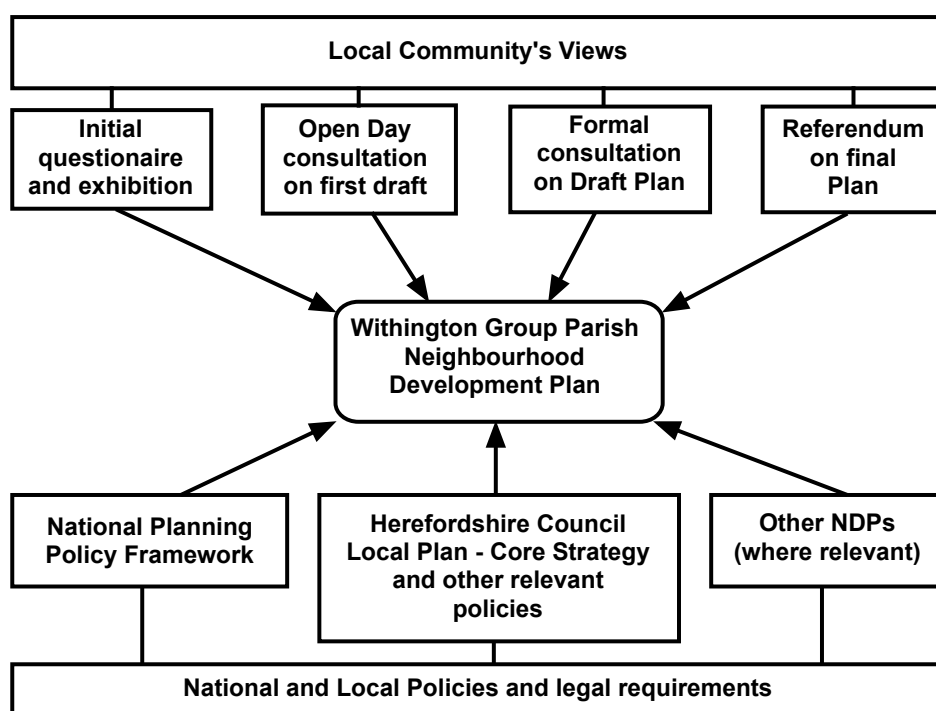 Local Community's Views
Initial
questionaire
and exhibition
Open Day
consultation
on first draft
Formal
consultation
on Draft Plan
Referendum
on final
Plan
Withington Group Parish
Neighbourhood
Development Plan
National Planning
Policy Framework
Herefordshire Council
Local Plan - Core Strategy
and other relevant
policies
Other NDPs
(where relevant)
National and Local Policies and legal requirements